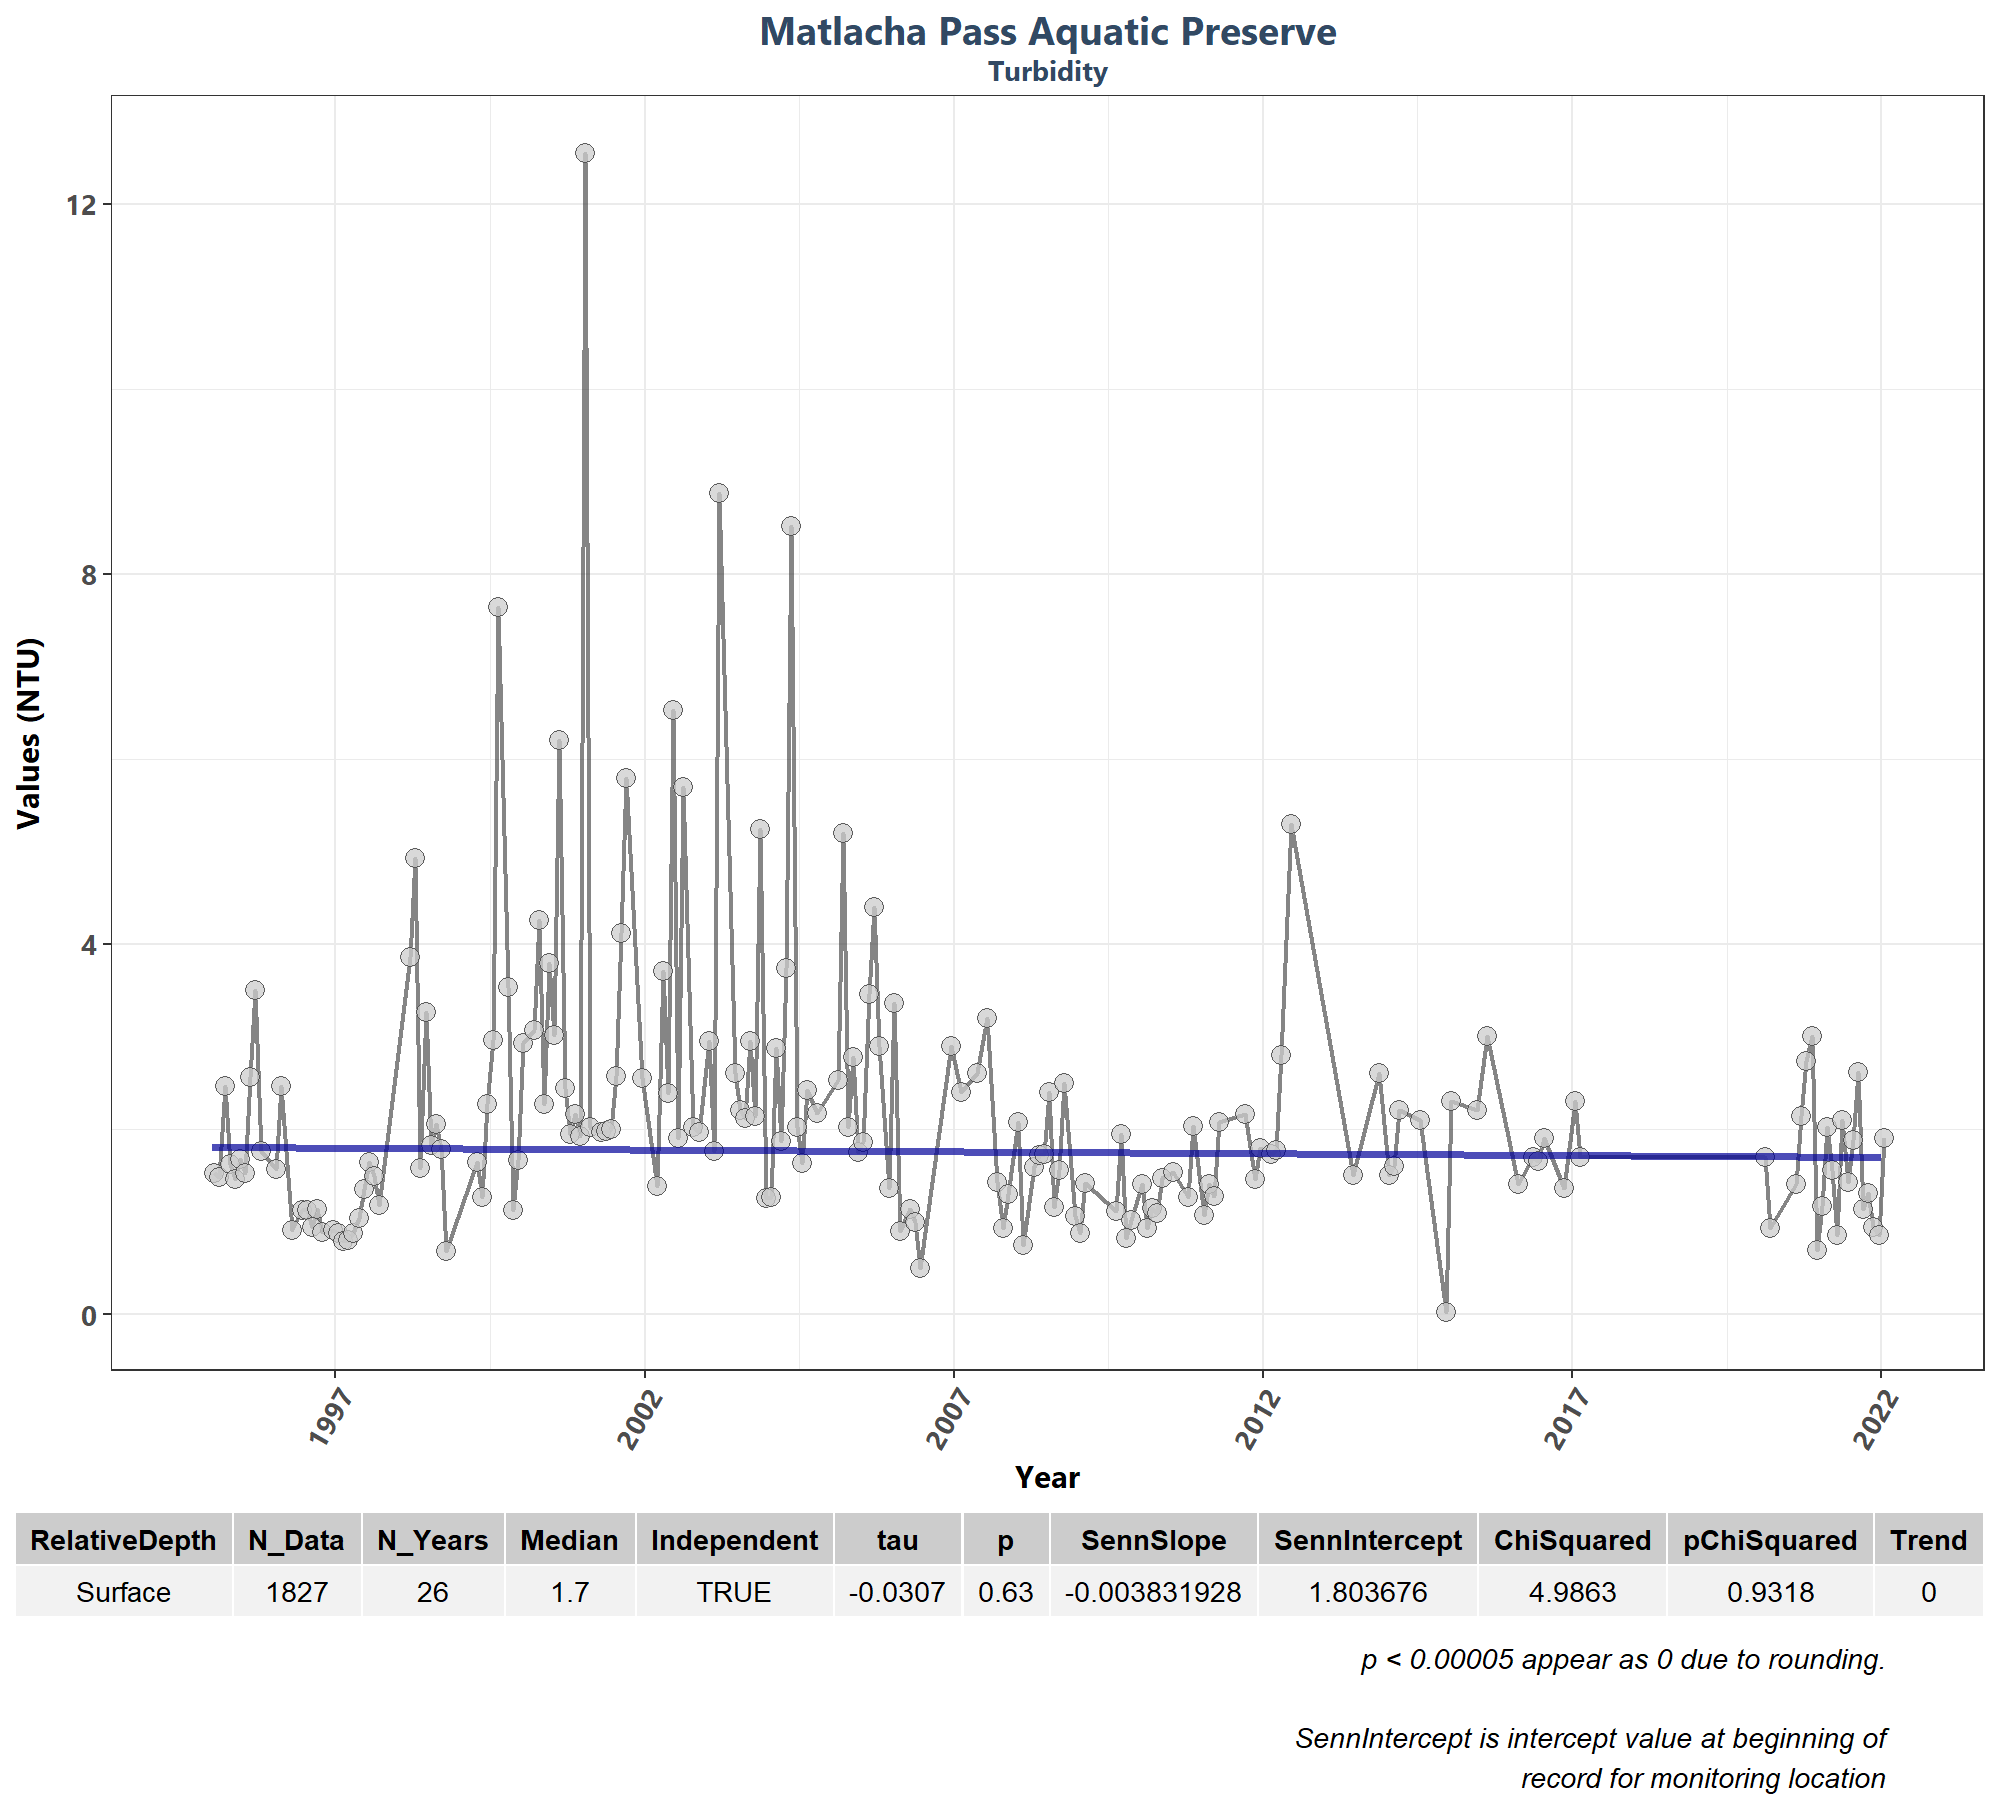 Matlacha Pass Aquatic Preserve
Turbidity
Values (NTU)
12
8
4
0
1997
2002
2007
2012
2017
2022
Year
RelativeDepth N_Data N_Years Median Independent tau p SennSlope SennIntercept ChiSquared pChiSquared Trend
Surface 1827 26 1.7 TRUE -0.0307 0.63 -0.003831928 1.803676 4.9863 0.9318 0
p < 0.00005 appear as 0 due to rounding.
SennIntercept is intercept value at beginning of
record for monitoring location